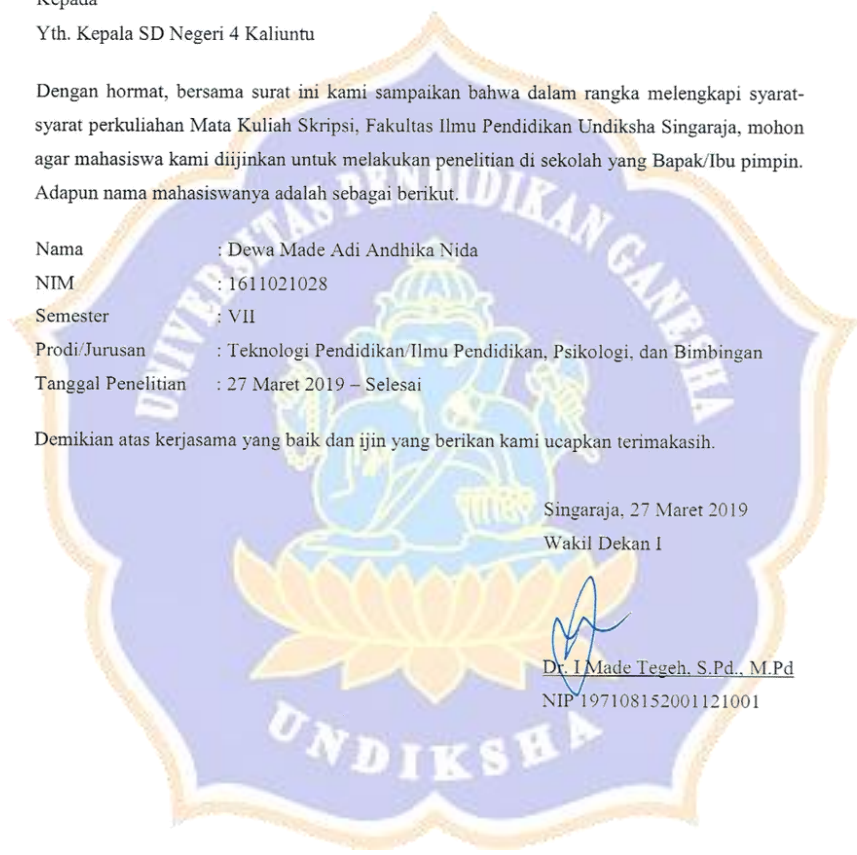 Kepada
Yth. Kepala SD Negeri 4 Kaliuntu
Dengan hormat, bersama surat ini kami sampaikan bahwa dalam rangka melengkapi syarat-
syarat perkuliahan Mata Kuliah Skripsi, Fakultas Ilmu Pendidikan Undiksha Singaraja, mohon
agar mahasiswa kami diijinkan untuk melakukan penelitian di sekolah yang Bapak/Ibu pimpin.
Adapun nama mahasiswanya adalah sebagai berikut.
Nama : Dewa Made Adi Andhika Nida
NIM : 1611021028
Semester : VII
Prodi/Jurusan : Teknologi Pendidikan/Ilmu Pendidikan, Psikologi, dan Bimbingan
Tanggal Penelitian : 27 Maret 2019 – Selesai
Demikian atas kerjasama yang baik dan ijin yang berikan kami ucapkan terimakasih.
Singaraja, 27 Maret 2019
Wakil Dekan I
Dr. I Made Tegeh, S.Pd., M.Pd
NIP 197108152001121001
UNIVERSITAS PENDIDIKAN GANESHA
UNDIKSHA